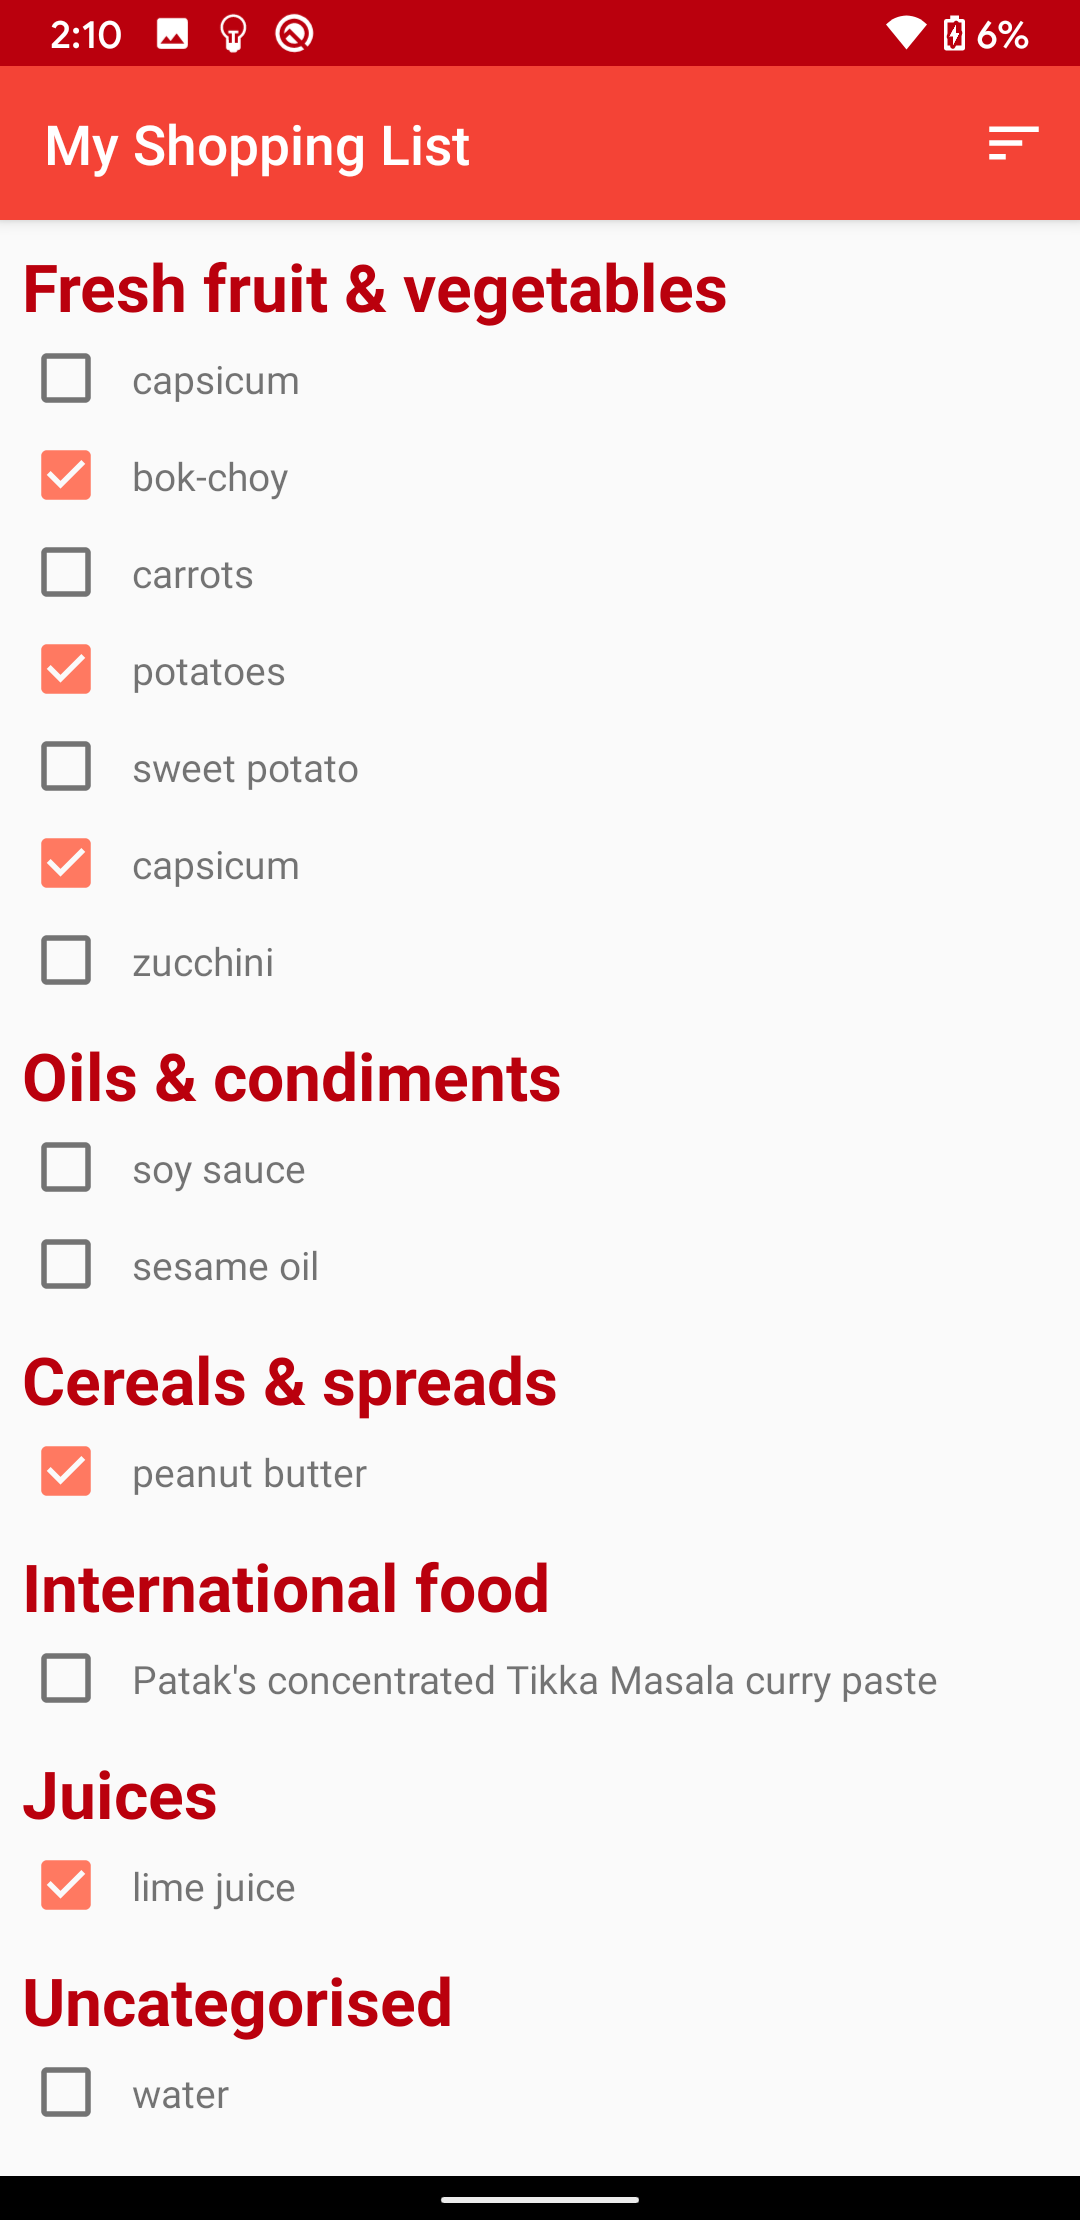 2:10 6%
My Shopping List
Fresh fruit & vegetables
capsicum
bok-choy
carrots
potatoes
sweet potato
capsicum
zucchini
Oils & condiments
soy sauce
sesame oil
Cereals & spreads
peanut butter
International food
Patak's concentrated Tikka Masala curry paste
Juices
lime juice
Uncategorised
water